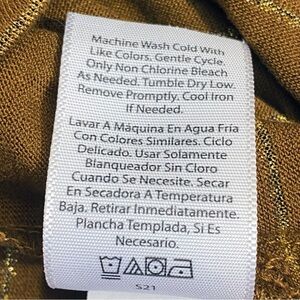 Machine Wash Cold With
Like Colors. Gentle Cycle.
Only Non Chlorine Bleach
As Needed. Tumble Dry Low.
Remove Promptly. Cool Iron
If Needed.
Lavar A Máquina En Agua Fría
Con Colores Similares. Ciclo
Delicado. Usar Solamente
Blanqueador Sin Cloro
Cuando Se Necesite. Secar
En Secadora A Temperatura
Baja. Retirar Inmediatamente.
Plancha Templada, Si Es
Necesario.
S21